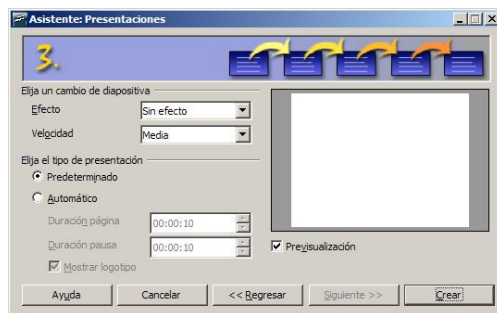 Asistente: Presentaciones
3.
Elija un cambio de diapositiva
Efecto Sin efecto
Velocidad Media
Elija el tipo de presentación
Predeterminado
Automático
Duración página 00:00:10
Duración pausa 00:00:10
Mostrar logotipo
Previsualización
Ayuda Cancelar << Regresar Siguiente >> Crear